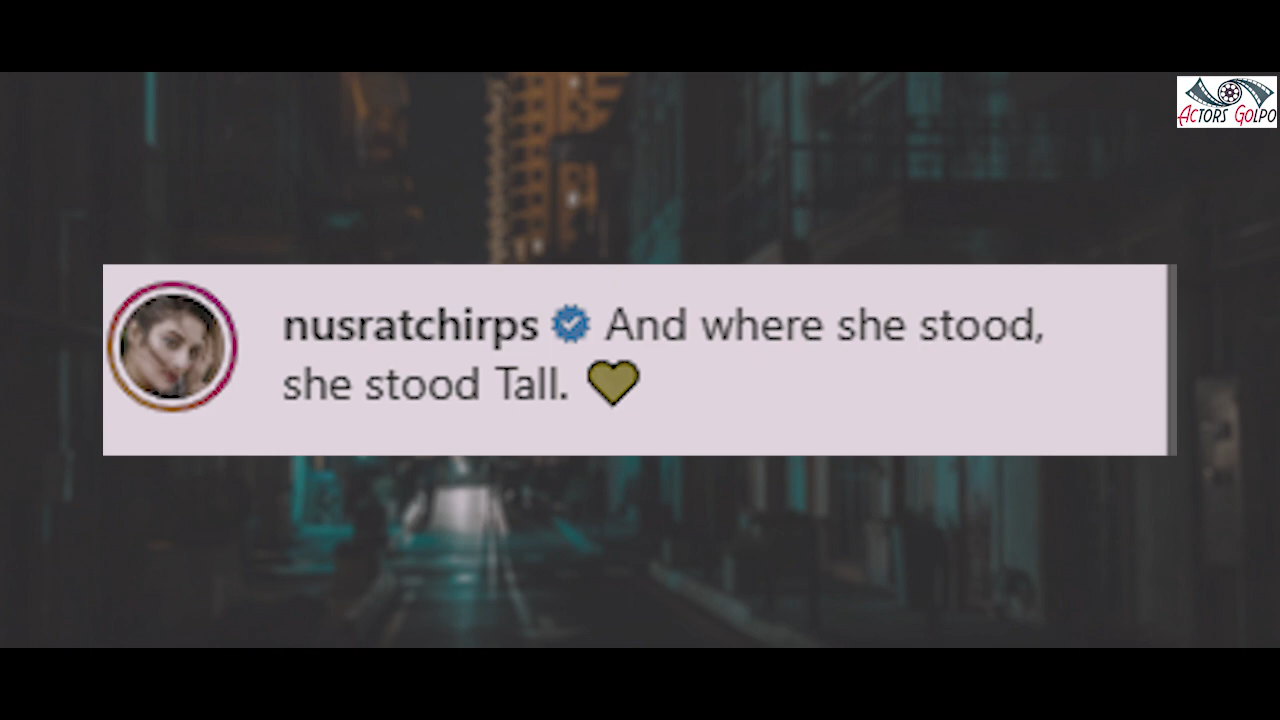 ACTORS GOLPO
nusratchirps And where she stood,
she stood Tall. 💛